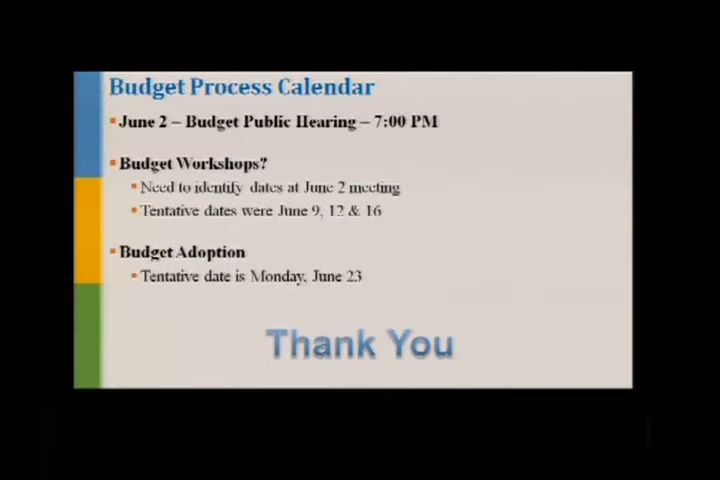 Budget Process Calendar
▪ June 2 – Budget Public Hearing – 7:00 PM
▪ Budget Workshops?
▪ Need to identify dates at June 2 meeting
▪ Tentative dates were June 9, 12 & 16
▪ Budget Adoption
▪ Tentative date is Monday, June 23
Thank You